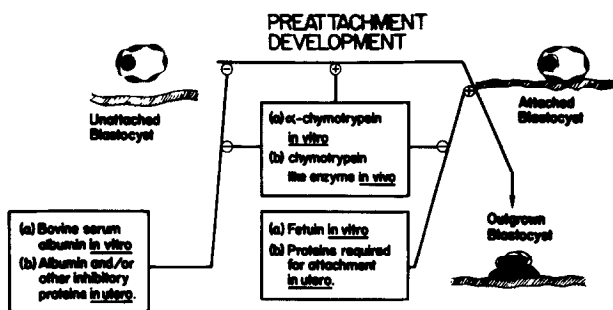 PREATTACHMENT
DEVELOPMENT
Unattached
Blastocyst
Attached
Blastocyst
(a) α-chymotrypsin
in vitro
(b) chymotrypsin
like enzyme in vivo
(a) Bovine serum
albumin in vitro
(b) Albumin and/or
other inhibitory
proteins in utero.
(a) Fetuin in vitro
(b) Proteins required
for attachment
in utero.
Outgrown
Blastocyst